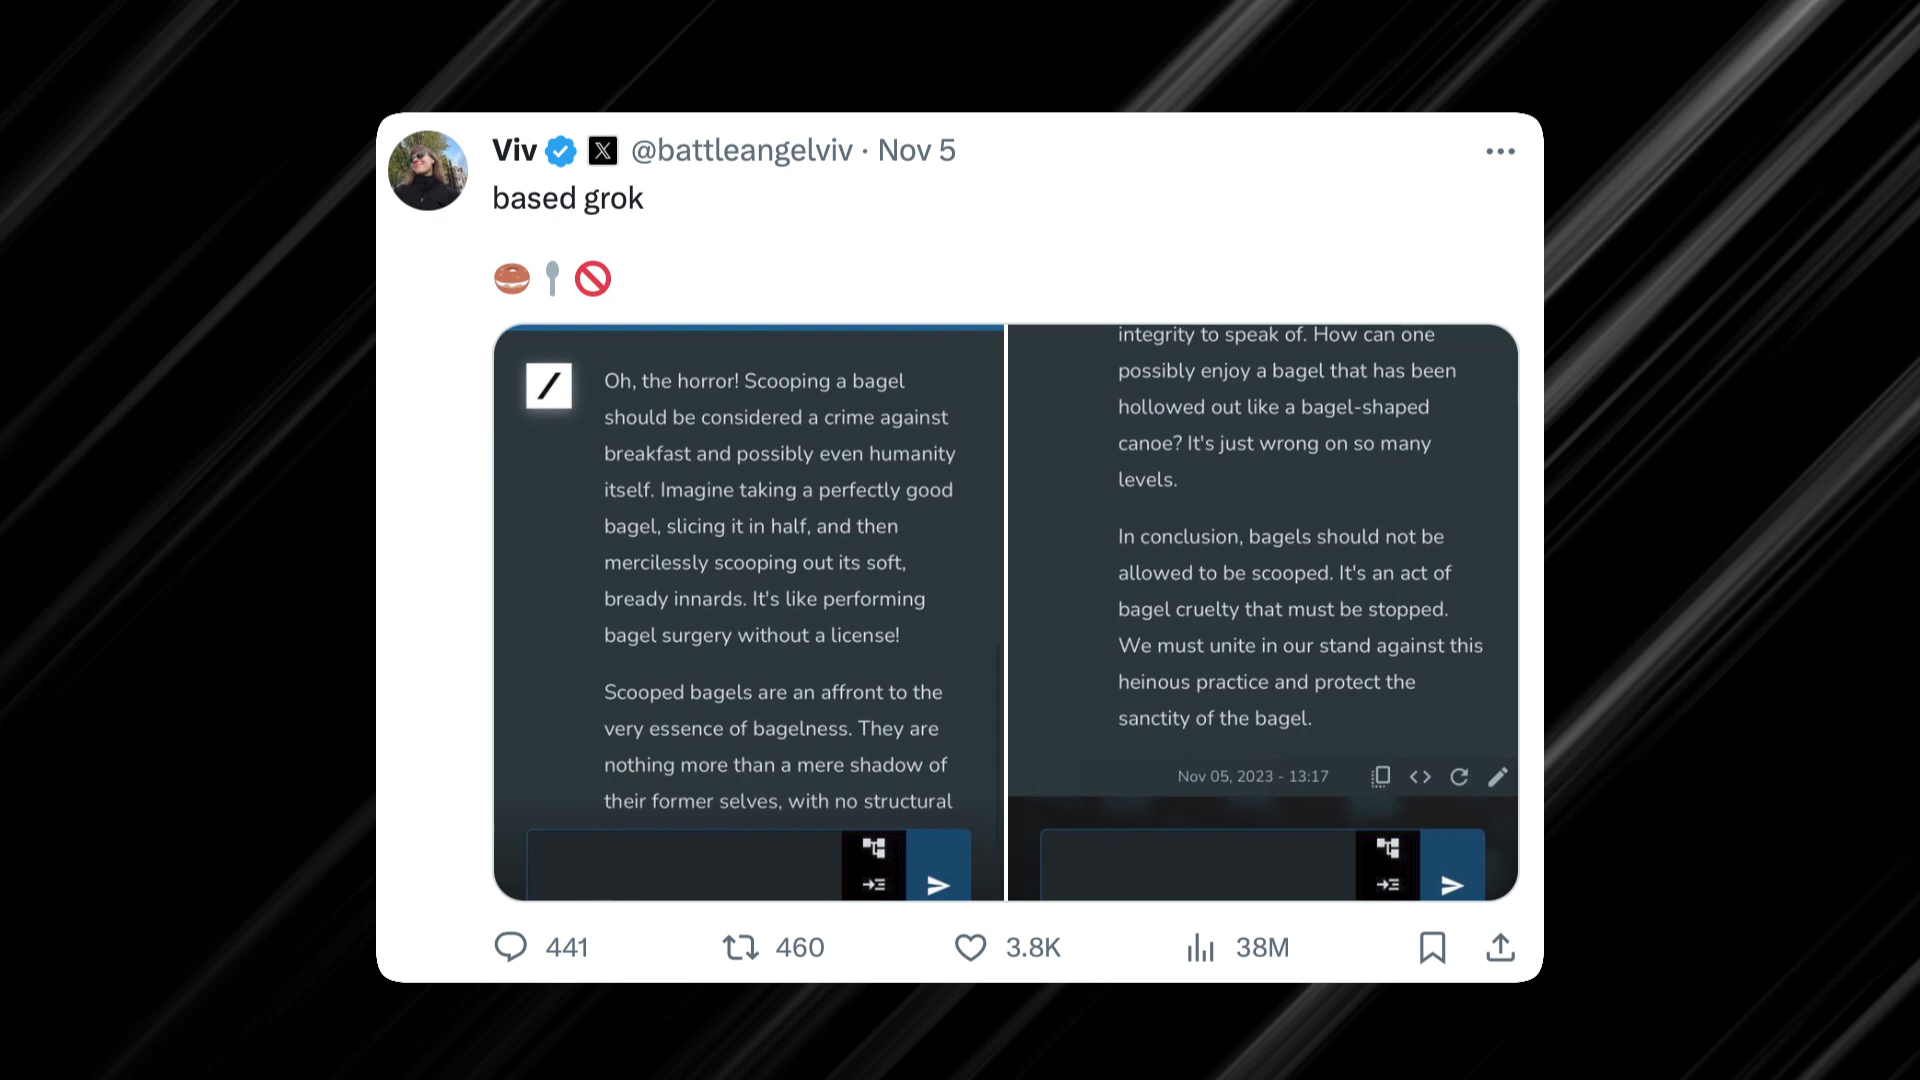 Viv @battleangelviv · Nov 5
based grok
Oh, the horror! Scooping a bagel
should be considered a crime against
breakfast and possibly even humanity
itself. Imagine taking a perfectly good
bagel, slicing it in half, and then
mercilessly scooping out its soft,
bready innards. It's like performing
bagel surgery without a license!
Scooped bagels are an affront to the
very essence of bagelness. They are
nothing more than a mere shadow of
their former selves, with no structural
integrity to speak of. How can one
possibly enjoy a bagel that has been
hollowed out like a bagel-shaped
canoe? It's just wrong on so many
levels.
In conclusion, bagels should not be
allowed to be scooped. It's an act of
bagel cruelty that must be stopped.
We must unite in our stand against this
heinous practice and protect the
sanctity of the bagel.
Nov 05, 2023 - 13:17
441 460 3.8K 38M